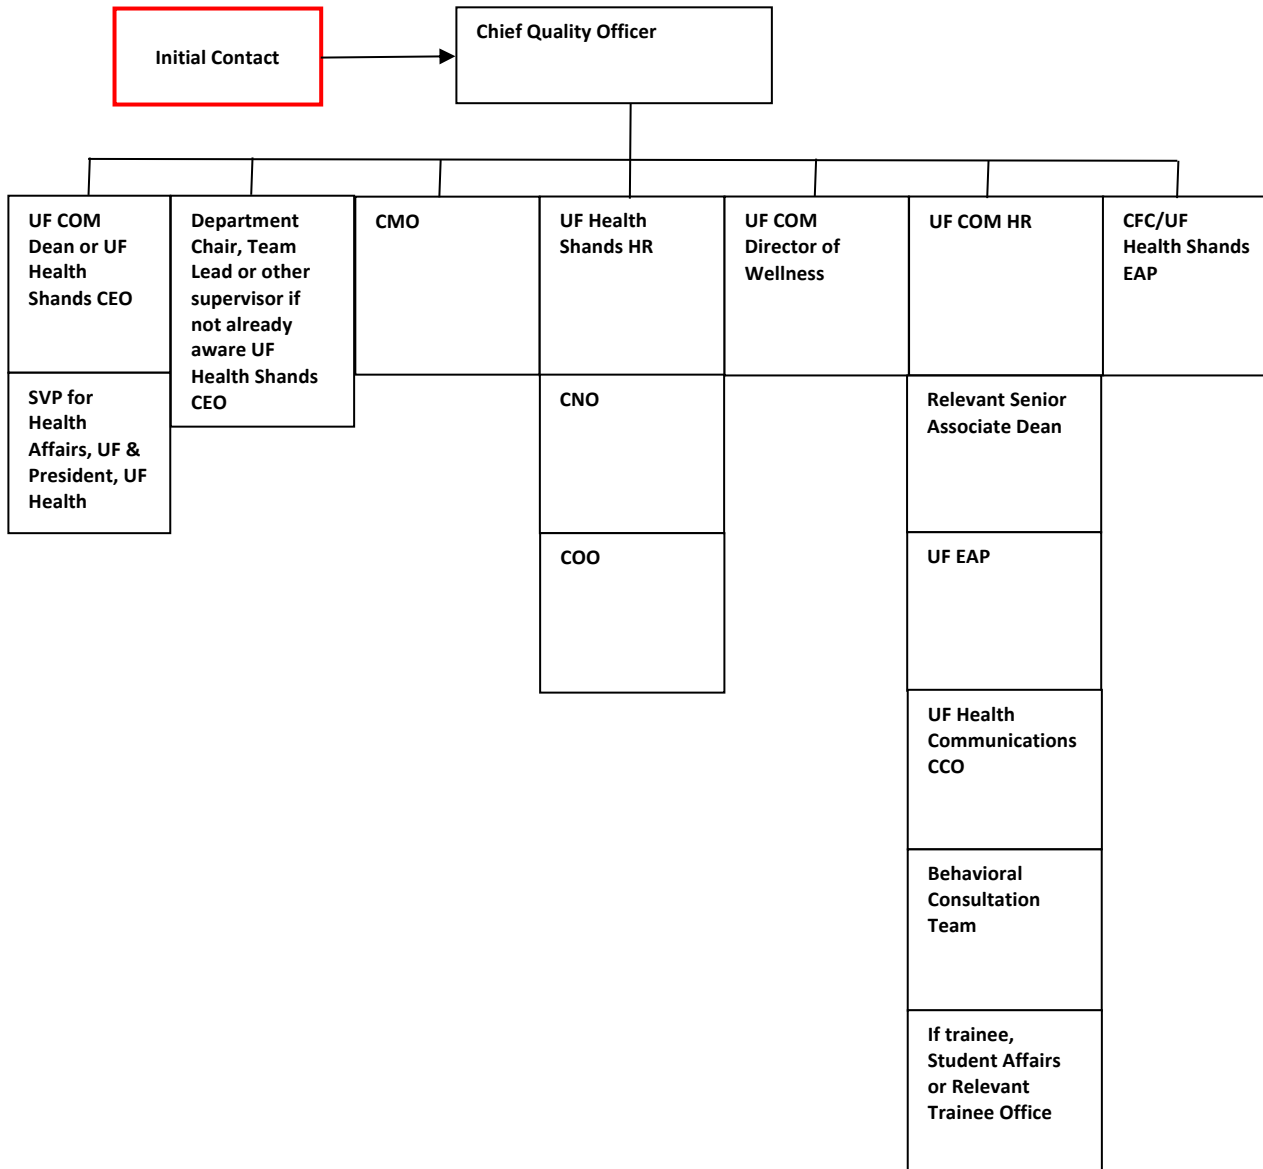 Initial Contact
Chief Quality Officer
UF COM
Dean or UF
Health
Shands CEO
Department
Chair, Team
Lead or other
supervisor if
not already
aware UF
Health Shands
CEO
CMO
UF Health
Shands HR
UF COM
Director of
Wellness
UF COM HR
CFC/UF
Health Shands
EAP
SVP for
Health
Affairs, UF &
President, UF
Health
CNO
Relevant Senior
Associate Dean
COO
UF EAP
UF Health
Communications
CCO
Behavioral
Consultation
Team
If trainee,
Student Affairs
or Relevant
Trainee Office